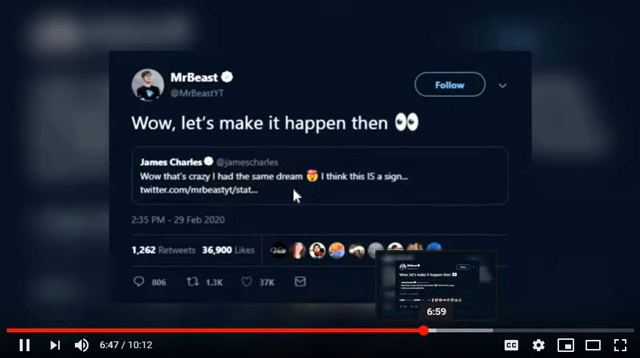 MrBeast
@MrBeastYT
Follow
Wow, let's make it happen then 👀
James Charles @jamescharles
Wow that's crazy I had the same dream 🤯 I think this IS a sign...
twitter.com/mrbeastyt/stat...
2:35 PM - 29 Feb 2020
1,262 Retweets 36,900 Likes
806 1.3K 37K
6:59
6:47 / 10:12
CC